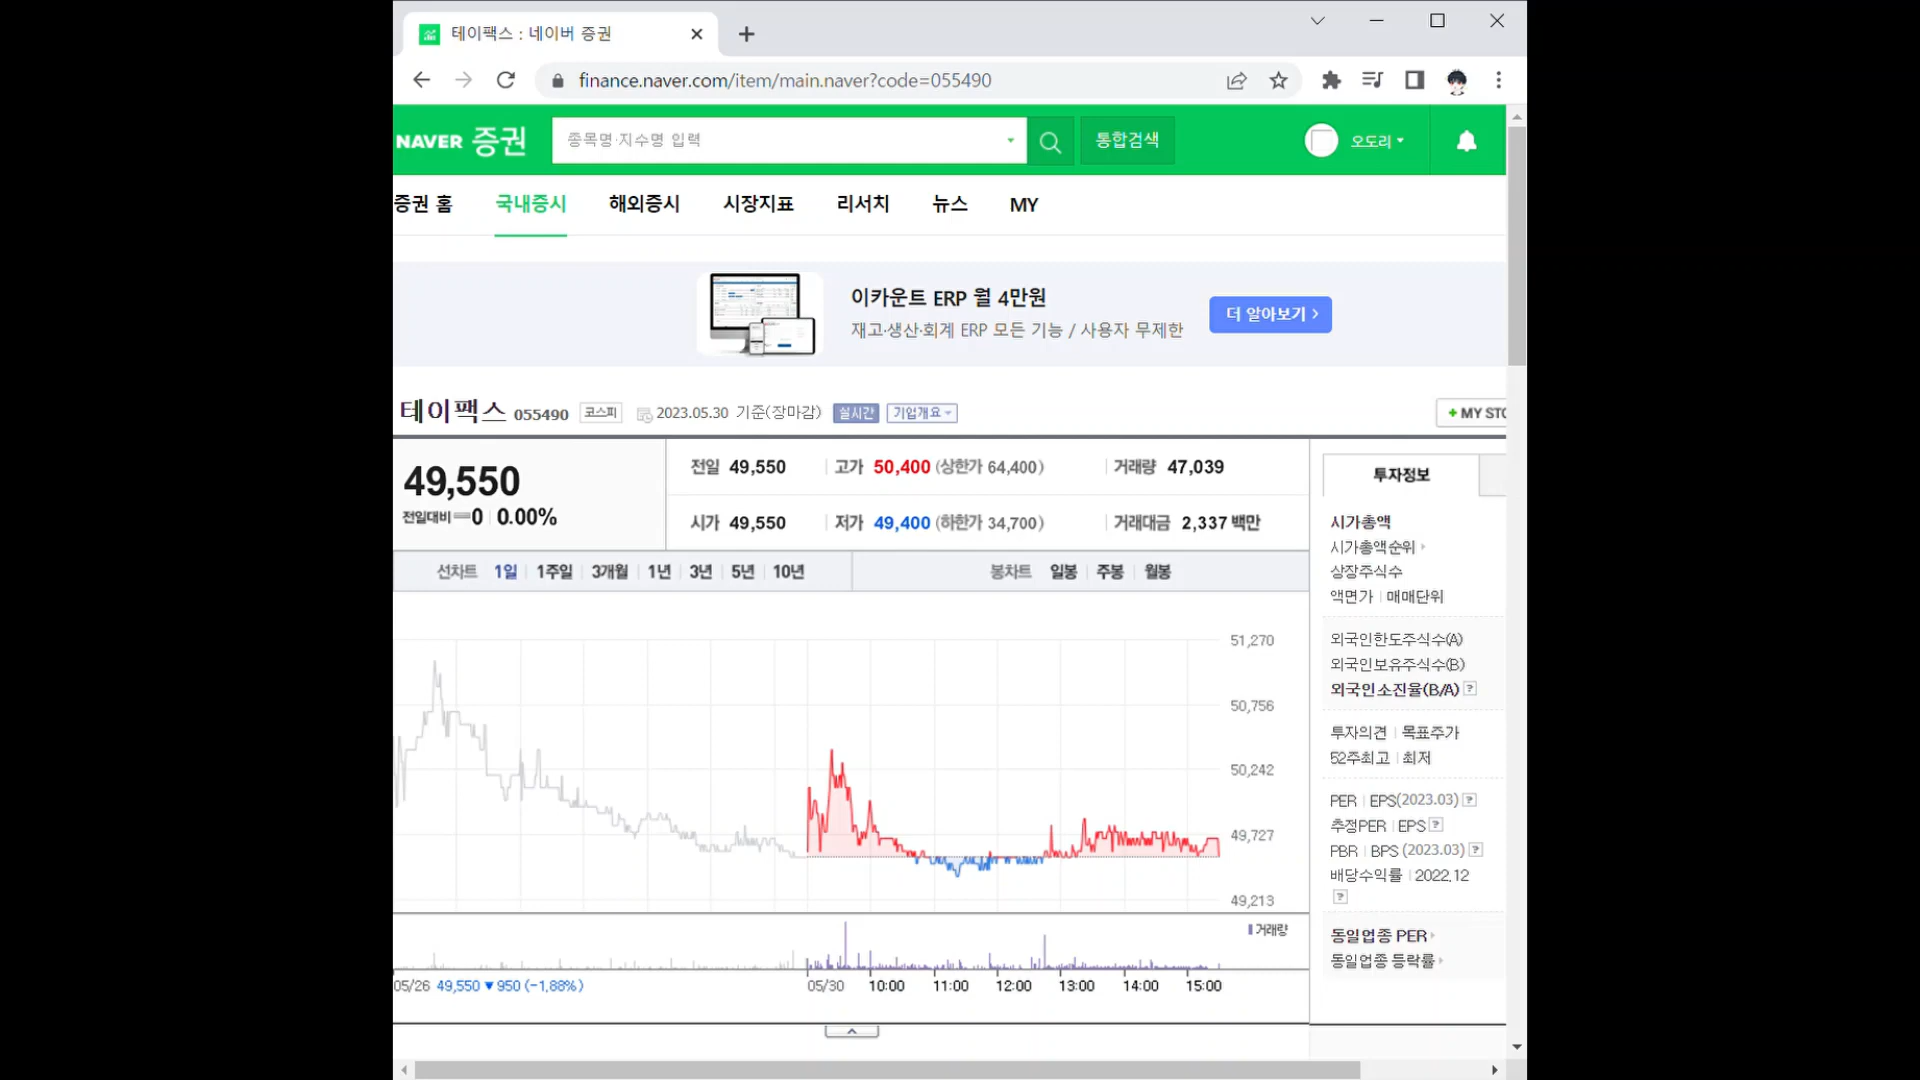 테이팩스 : 네이버 증권
finance.naver.com/item/main.naver?code=055490
NAVER 증권
종목명·지수명 입력
통합검색
오도리
증권 홈 국내증시 해외증시 시장지표 리서치 뉴스 MY
이카운트 ERP 월 4만원
재고·생산·회계 ERP 모든 기능 / 사용자 무제한
더 알아보기 >
테이팩스 055490 코스피 2023.05.30 기준(장마감) 실시간 기업개요
+ MY STO
49,550
전일대비 0 0.00%
전일 49,550 고가 50,400 (상한가 64,400) 거래량 47,039
시가 49,550 저가 49,400 (하한가 34,700) 거래대금 2,337 백만
선차트 1일 1주일 3개월 1년 3년 5년 10년 봉차트 일봉 주봉 월봉
51,270
50,756
50,242
49,727
49,213
거래량
05/26 49,550 ▼ 950 (-1,88%) 05/30 10:00 11:00 12:00 13:00 14:00 15:00
투자정보
시가총액
시가총액순위
상장주식수
액면가 | 매매단위
외국인한도주식수(A)
외국인보유주식수(B)
외국인소진율(B/A) ?
투자의견 | 목표주가
52주최고 | 최저
PER | EPS(2023.03) ?
추정PER | EPS ?
PBR | BPS (2023.03) ?
배당수익률 | 2022.12
?
동일업종 PER
동일업종 등락률